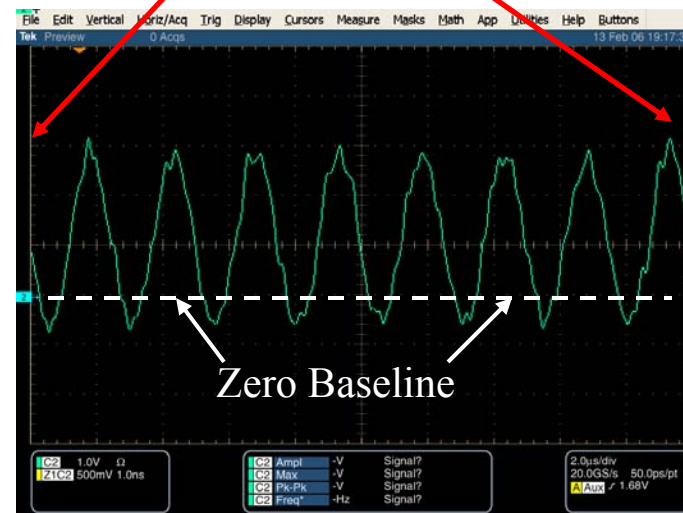 File Edit Vertical Horiz/Acq Trig Display Cursors Measure Masks Math App Utilities Help Buttons
Tek Preview 0 Acqs 13 Feb 06 19:17:3
2
Zero Baseline
C2 1.0V Ω
Z1C2 500mV 1.0ns
C2 Ampl -V Signal?
C2 Max -V Signal?
C2 Pk-Pk -V Signal?
C2 Freq* -Hz Signal?
2.0µs/div
20.0GS/s 50.0ps/pt
A Aux 1.68V